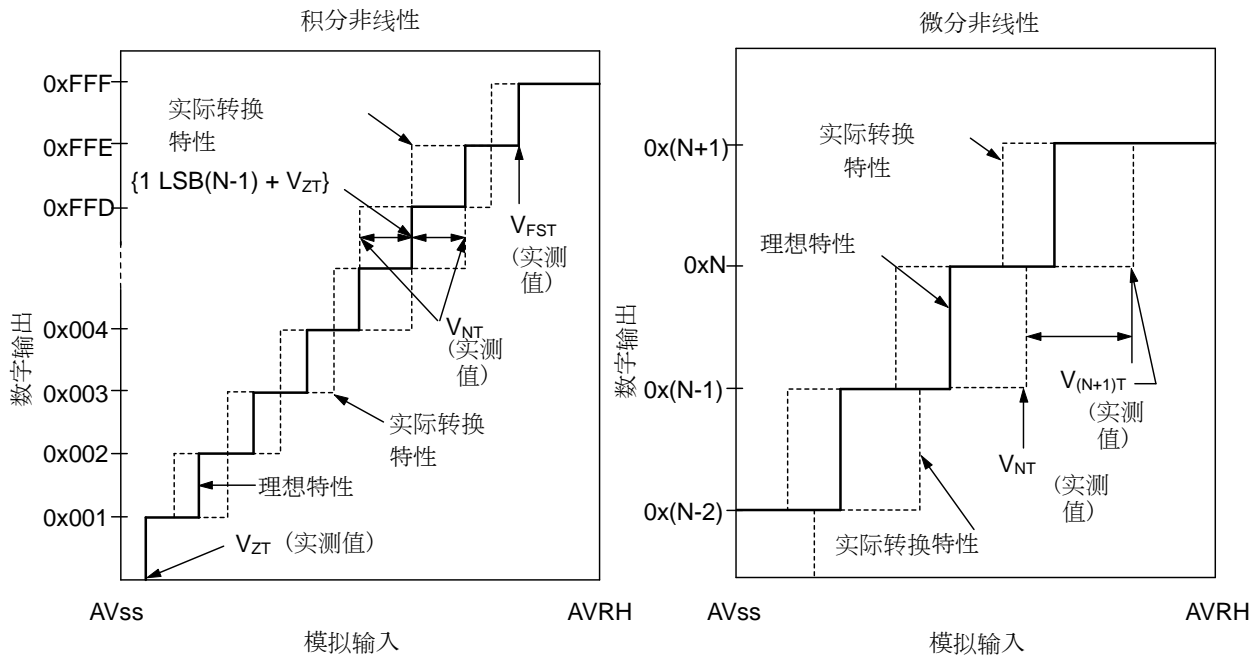 积分非线性
0xFFF
0xFFE
0xFFD
0x004
0x003
0x002
0x001
数字输出
实际转换
特性
{1 LSB(N-1) + VZT}
VFST
(实测
值)
VNT
(实测
值)
实际转换
特性
理想特性
VZT (实测值)
AVss
AVRH
模拟输入
微分非线性
0x(N+1)
0xN
0x(N-1)
0x(N-2)
数字输出
实际转换
特性
理想特性
V(N+1)T
(实测
值)
VNT
(实测
值)
实际转换特性
AVss
AVRH
模拟输入